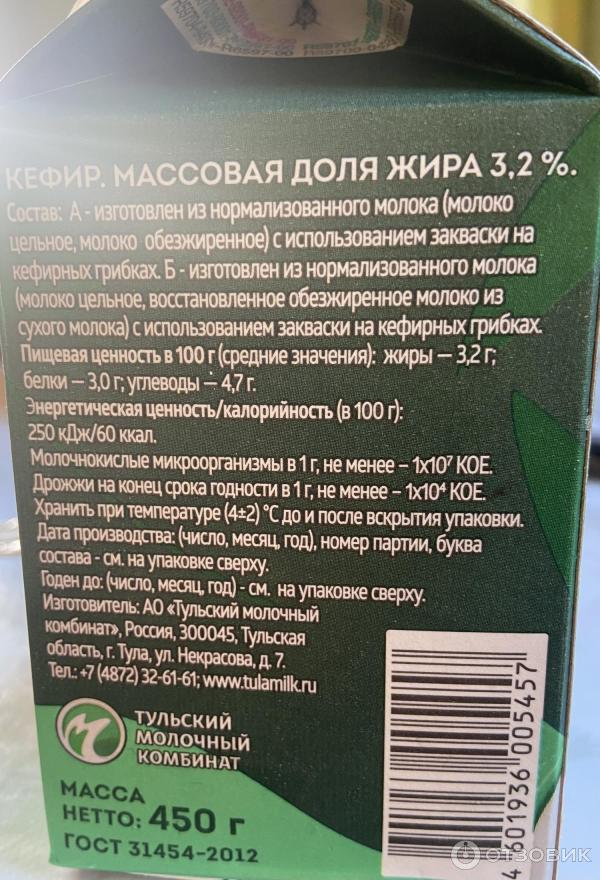 КЕФИР. МАССОВАЯ ДОЛЯ ЖИРА 3,2 %.
Состав: А - изготовлен из нормализованного молока (молоко
цельное, молоко обезжиренное) с использованием закваски на
кефирных грибках. Б - изготовлен из нормализованного молока
(молоко цельное, восстановленное обезжиренное молоко из
сухого молока) с использованием закваски на кефирных грибках.
Пищевая ценность в 100 г (средние значения): жиры — 3,2 г;
белки — 3,0 г; углеводы – 4,7 г.
Энергетическая ценность/калорийность (в 100 г):
250 кДж/60 ккал.
Молочнокислые микроорганизмы в 1 г, не менее – 1х10⁷ КОЕ.
Дрожжи на конец срока годности в 1 г, не менее – 1х10⁴ КОЕ.
Хранить при температуре (4±2) °С до и после вскрытия упаковки.
Дата производства: (число, месяц, год), номер партии, буква
состава - см. на упаковке сверху.
Годен до: (число, месяц, год) - см. на упаковке сверху.
Изготовитель: АО «Тульский молочный
комбинат», Россия, 300045, Тульская
область, г. Тула, ул. Некрасова, д. 7.
Тел.: +7 (4872) 32-61-61; www.tulamilk.ru
ТУЛЬСКИЙ
МОЛОЧНЫЙ
КОМБИНАТ
МАССА
НЕТТО: 450 г
ГОСТ 31454-2012
4 601936 005457
ОТЗОВИК